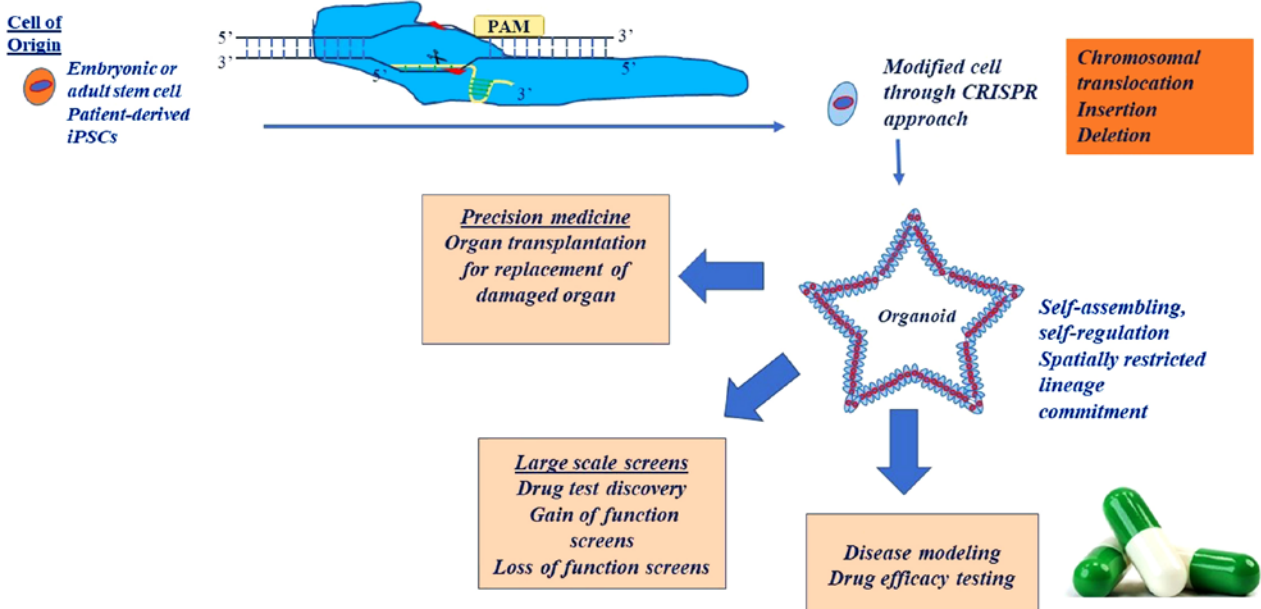 Cell of
Origin
Embryonic or
adult stem cell
Patient-derived
iPSCs
5’
3’
PAM
3’
5’
5’
3’
Modified cell
through CRISPR
approach
Chromosomal
translocation
Insertion
Deletion
Precision medicine
Organ transplantation
for replacement of
damaged organ
Organoid
Self-assembling,
self-regulation
Spatially restricted
lineage
commitment
Large scale screens
Drug test discovery
Gain of function
screens
Loss of function screens
Disease modeling
Drug efficacy testing